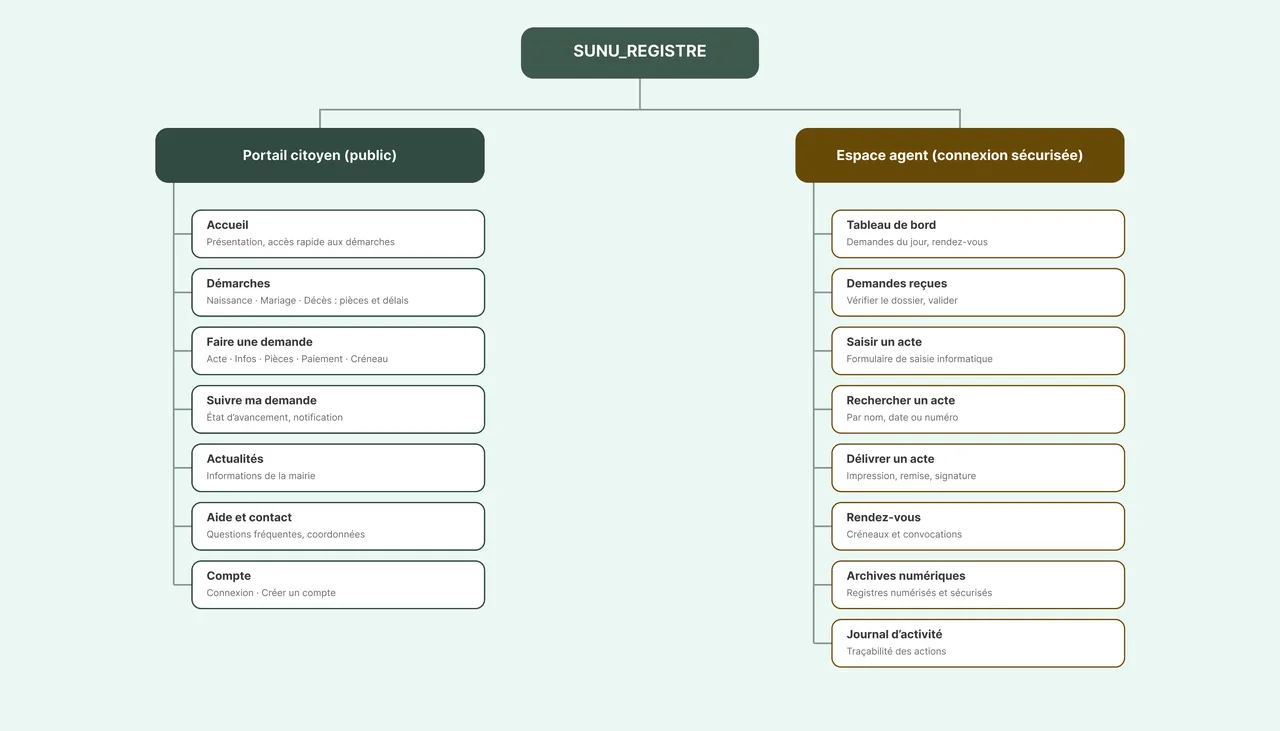 SUNU_REGISTRE
Portail citoyen (public)
Accueil
Présentation, accès rapide aux démarches
Démarches
Naissance · Mariage · Décès : pièces et délais
Faire une demande
Acte · Infos · Pièces · Paiement · Créneau
Suivre ma demande
État d’avancement, notification
Actualités
Informations de la mairie
Aide et contact
Questions fréquentes, coordonnées
Compte
Connexion · Créer un compte
Espace agent (connexion sécurisée)
Tableau de bord
Demandes du jour, rendez-vous
Demandes reçues
Vérifier le dossier, valider
Saisir un acte
Formulaire de saisie informatique
Rechercher un acte
Par nom, date ou numéro
Délivrer un acte
Impression, remise, signature
Rendez-vous
Créneaux et convocations
Archives numériques
Registres numérisés et sécurisés
Journal d’activité
Traçabilité des actions